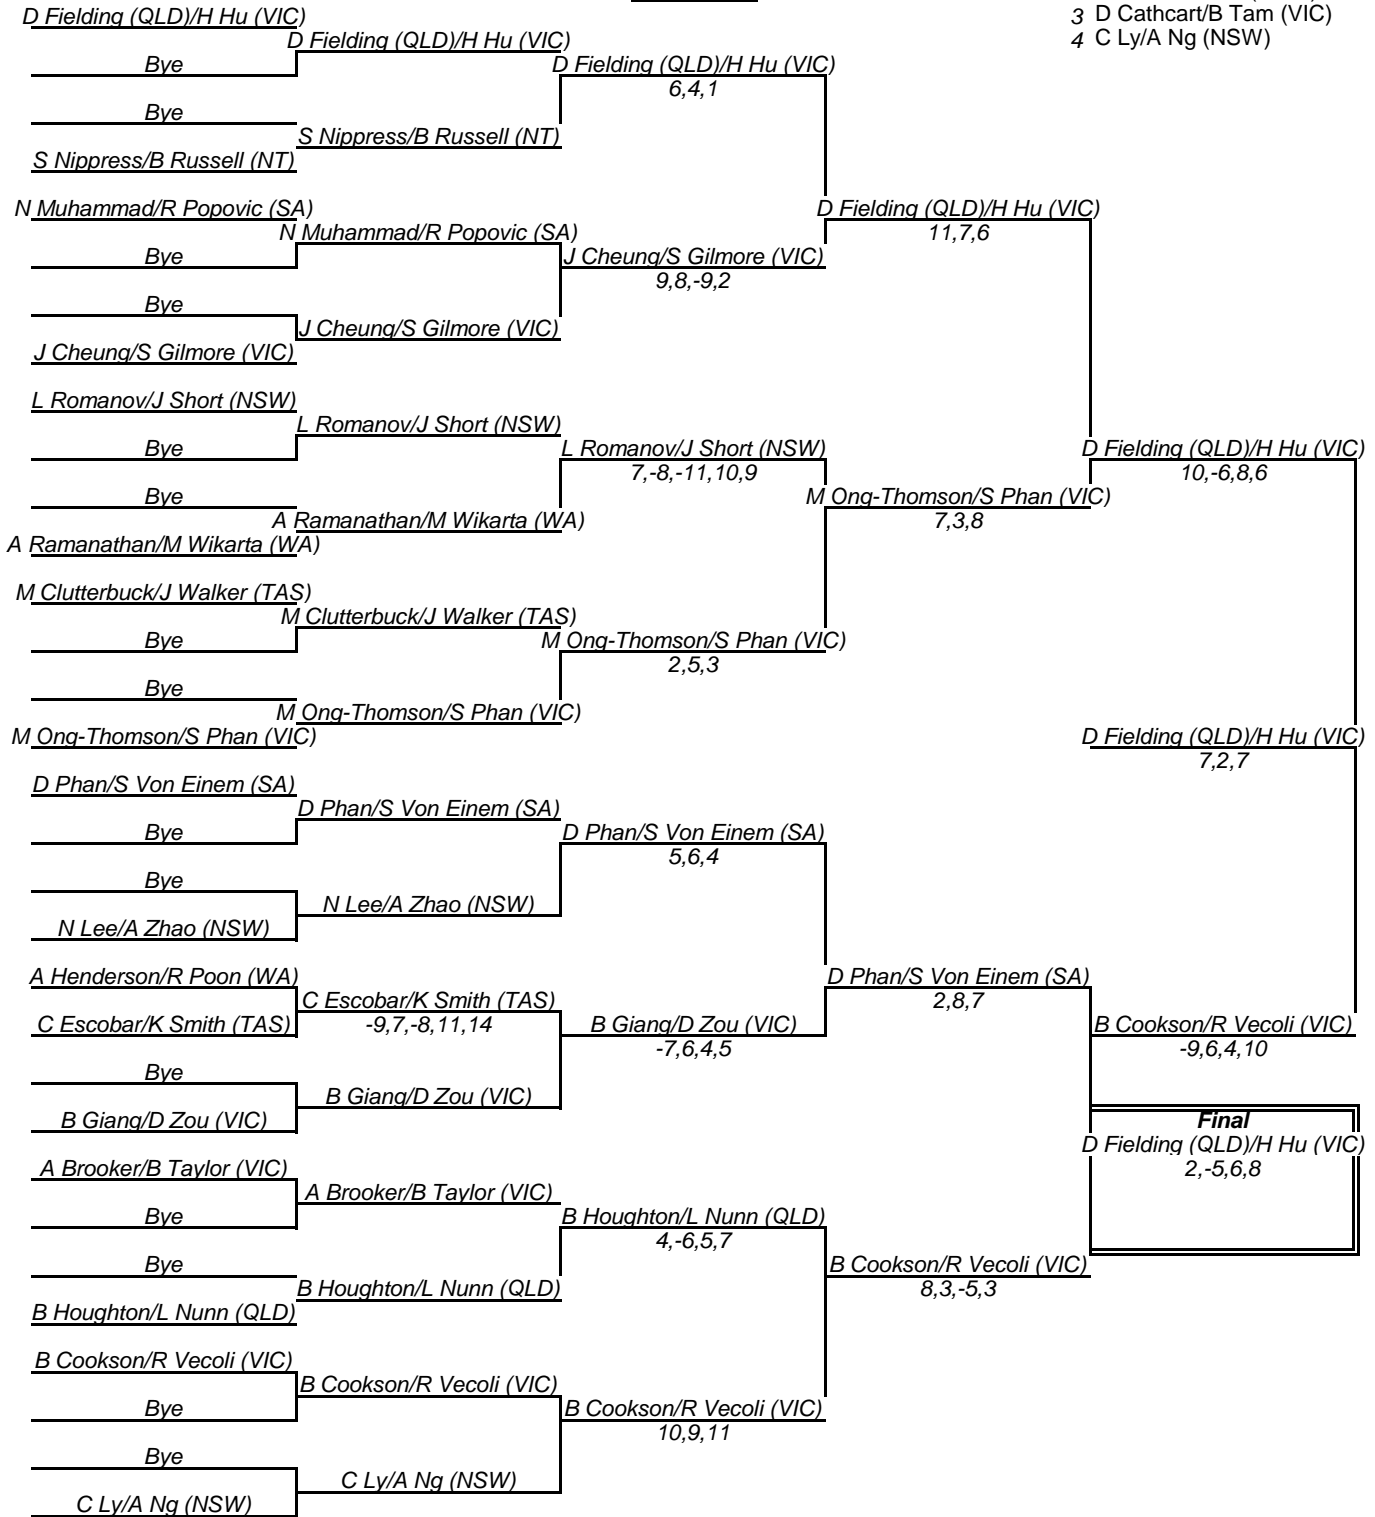 3 D Cathcart/B Tam (VIC)
4 C Ly/A Ng (NSW)
D Fielding (QLD)/H Hu (VIC)
Bye
Bye
S Nippress/B Russell (NT)
N Muhammad/R Popovic (SA)
Bye
Bye
J Cheung/S Gilmore (VIC)
L Romanov/J Short (NSW)
Bye
Bye
A Ramanathan/M Wikarta (WA)
M Clutterbuck/J Walker (TAS)
Bye
Bye
M Ong-Thomson/S Phan (VIC)
D Phan/S Von Einem (SA)
Bye
Bye
N Lee/A Zhao (NSW)
A Henderson/R Poon (WA)
C Escobar/K Smith (TAS)
Bye
B Giang/D Zou (VIC)
A Brooker/B Taylor (VIC)
Bye
Bye
B Houghton/L Nunn (QLD)
B Cookson/R Vecoli (VIC)
Bye
Bye
C Ly/A Ng (NSW)
D Fielding (QLD)/H Hu (VIC)
S Nippress/B Russell (NT)
N Muhammad/R Popovic (SA)
J Cheung/S Gilmore (VIC)
L Romanov/J Short (NSW)
A Ramanathan/M Wikarta (WA)
M Clutterbuck/J Walker (TAS)
M Ong-Thomson/S Phan (VIC)
D Phan/S Von Einem (SA)
N Lee/A Zhao (NSW)
C Escobar/K Smith (TAS)
-9,7,-8,11,14
B Giang/D Zou (VIC)
A Brooker/B Taylor (VIC)
B Houghton/L Nunn (QLD)
B Cookson/R Vecoli (VIC)
C Ly/A Ng (NSW)
D Fielding (QLD)/H Hu (VIC)
6,4,1
J Cheung/S Gilmore (VIC)
9,8,-9,2
L Romanov/J Short (NSW)
7,-8,-11,10,9
M Ong-Thomson/S Phan (VIC)
2,5,3
D Phan/S Von Einem (SA)
5,6,4
B Giang/D Zou (VIC)
-7,6,4,5
B Houghton/L Nunn (QLD)
4,-6,5,7
B Cookson/R Vecoli (VIC)
10,9,11
D Fielding (QLD)/H Hu (VIC)
11,7,6
M Ong-Thomson/S Phan (VIC)
7,3,8
D Phan/S Von Einem (SA)
2,8,7
B Cookson/R Vecoli (VIC)
8,3,-5,3
D Fielding (QLD)/H Hu (VIC)
10,-6,8,6
D Fielding (QLD)/H Hu (VIC)
7,2,7
B Cookson/R Vecoli (VIC)
-9,6,4,10
Final
D Fielding (QLD)/H Hu (VIC)
2,-5,6,8